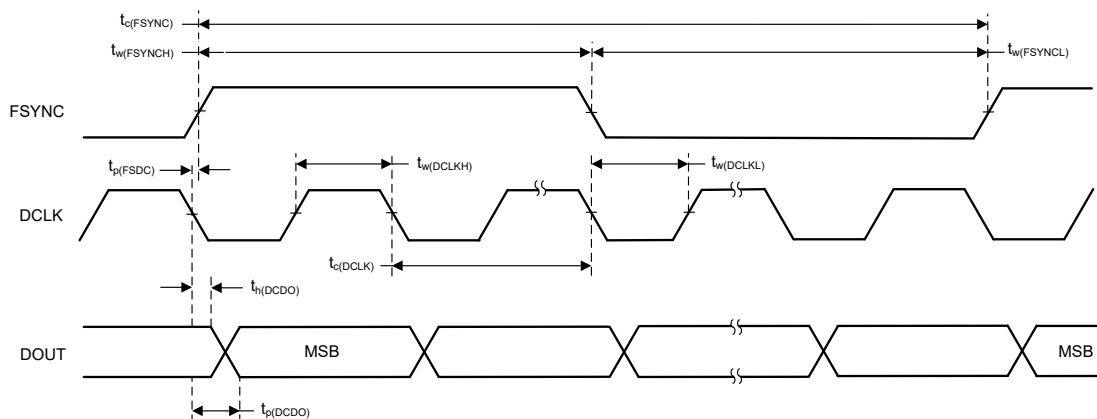 tc(FSYNC)
tw(FSYNCH) tw(FSYNCL)
FSYNC
tp(FSDC) tw(DCLKH) tw(DCLKL)
DCLK
tc(DCLK)
th(DCDO)
DOUT MSB MSB
tp(DCDO)